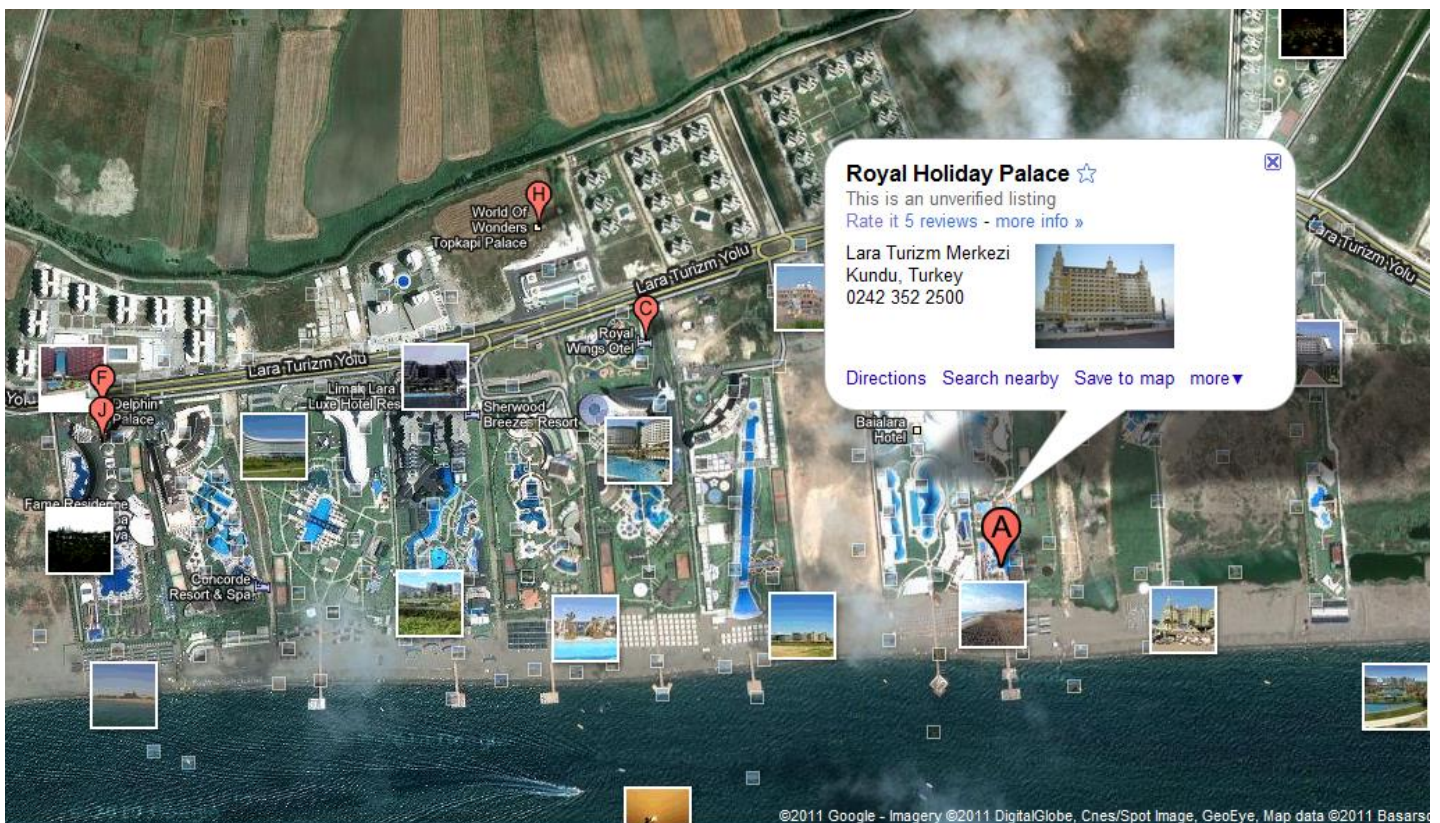 Royal Holiday Palace
This is an unverified listing
Rate it 5 reviews - more info »
Lara Turizm Merkezi
Kundu, Turkey
0242 352 2500
Directions Search nearby Save to map more▼
H
World Of
Wonders
Topkapi Palace
Lara Turizm Yolu
Lara Turizm Yolu
C
Royal
Wings Otel
Lara Turizm Yolu
F
Yolu
J
Delphin
Palace
Limak Lara
Luxe Hotel Res
Sherwood
Breezes Resort
Baialara
Hotel
Fame Residence
A
Concorde
Resort & Spa
©2011 Google - Imagery ©2011 DigitalGlobe, Cnes/Spot Image, GeoEye, Map data ©2011 Basarso